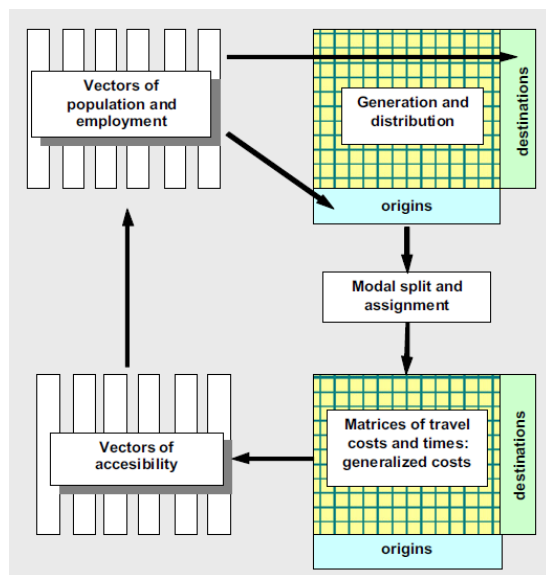 Vectors of
population and
employment
Generation and
distribution
destinations
origins
Modal split and
assignment
Matrices of travel
costs and times:
generalized costs
destinations
origins
Vectors of
accesibility